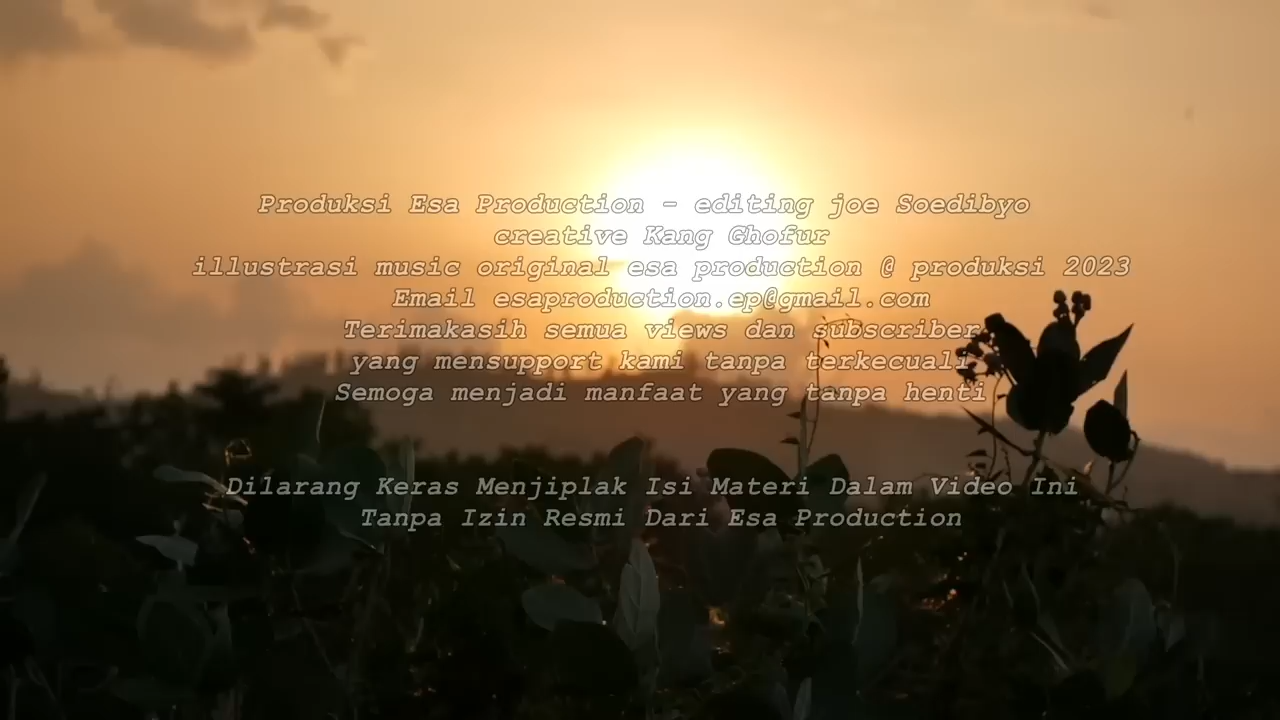 Produksi Esa Production - editing joe Soedibyo
creative Kang Ghofur
illustrasi music original esa production @ produksi 2023
Email esaproduction.ep@gmail.com
Terimakasih semua views dan subscriber
yang mensupport kami tanpa terkecuali
Semoga menjadi manfaat yang tanpa henti
Dilarang Keras Menjiplak Isi Materi Dalam Video Ini
Tanpa Izin Resmi Dari Esa Production